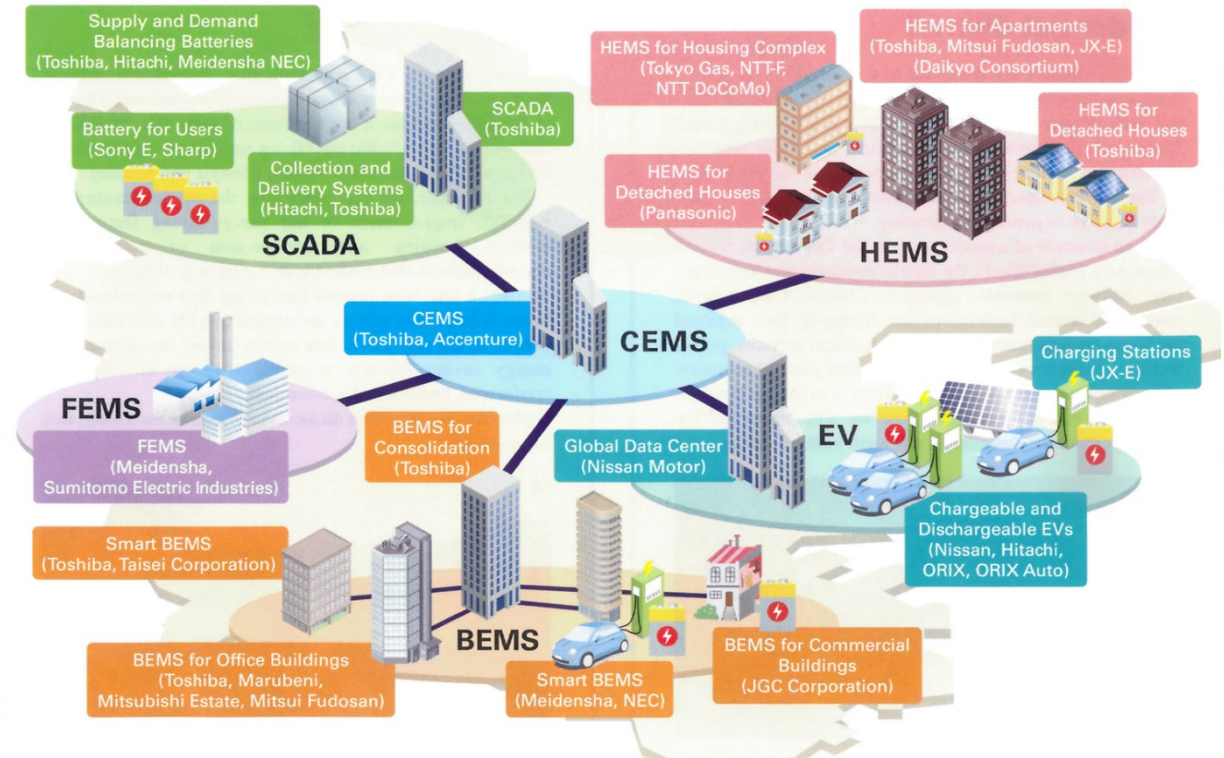 Supply and Demand
Balancing Batteries
(Toshiba, Hitachi, Meidensha NEC)
Battery for Users
(Sony E, Sharp)
Collection and
Delivery Systems
(Hitachi, Toshiba)
SCADA
(Toshiba)
SCADA
HEMS for Housing Complex
(Tokyo Gas, NTT-F,
NTT DoCoMo)
HEMS for Apartments
(Toshiba, Mitsui Fudosan, JX-E)
(Daikyo Consortium)
HEMS for
Detached Houses
(Toshiba)
HEMS for
Detached Houses
(Panasonic)
HEMS
CEMS
(Toshiba, Accenture)
CEMS
FEMS
FEMS
(Meidensha,
Sumitomo Electric Industries)
BEMS for
Consolidation
(Toshiba)
Global Data Center
(Nissan Motor)
EV
Charging Stations
(JX-E)
Chargeable and
Dischargeable EVs
(Nissan, Hitachi,
ORIX, ORIX Auto)
Smart BEMS
(Toshiba, Taisei Corporation)
BEMS
BEMS for Office Buildings
(Toshiba, Marubeni,
Mitsubishi Estate, Mitsui Fudosan)
Smart BEMS
(Meidensha, NEC)
BEMS for Commercial
Buildings
(JGC Corporation)